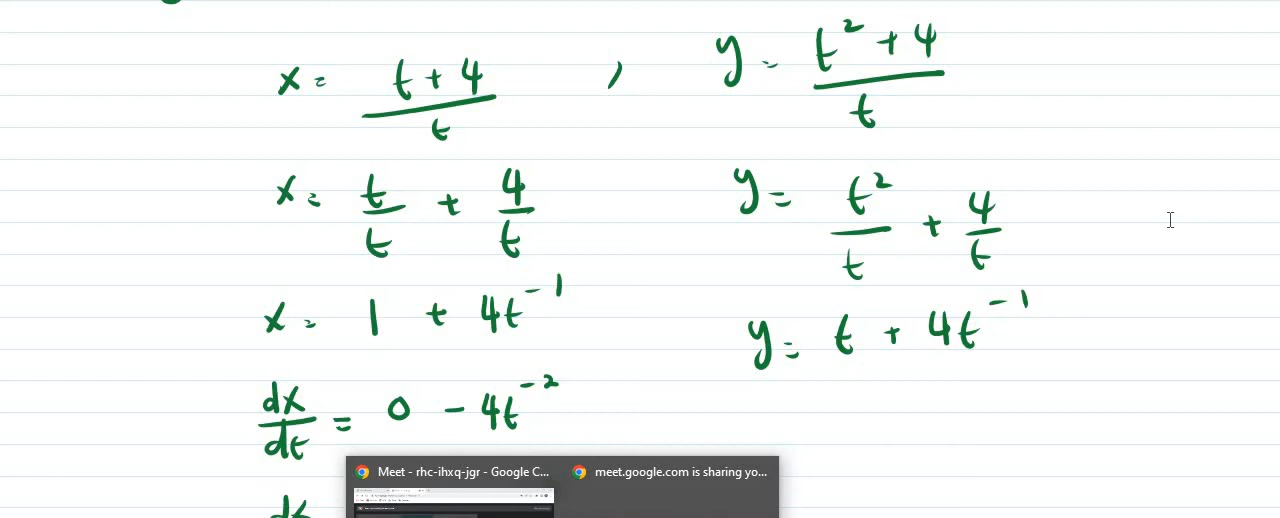 x = t + 4 / t , y = t² + 4 / t
x = t/t + 4/t y = t²/t + 4/t
x = 1 + 4t⁻¹ y = t + 4t⁻¹
dx/dt = 0 - 4t⁻²
Meet - rhc-ihxq-jgr - Google C... meet.google.com is sharing yo...